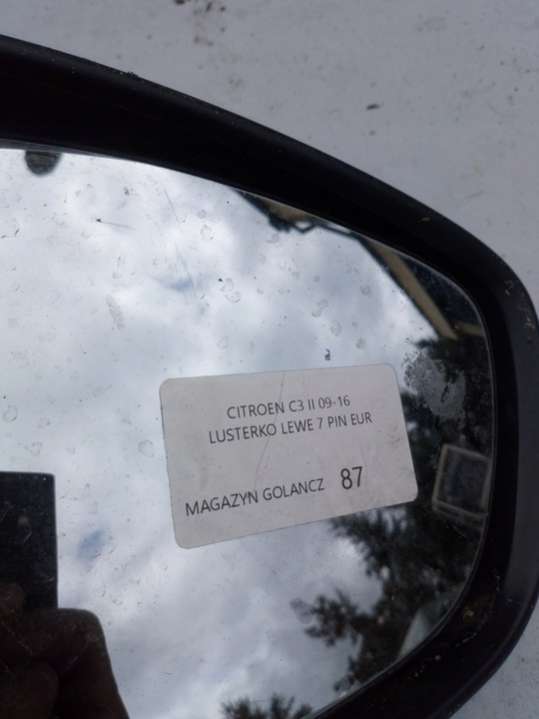 CITROEN C3 II 09-16
LUSTERKO LEWE 7 PIN EUR
MAGAZYN GOLANCZ 87